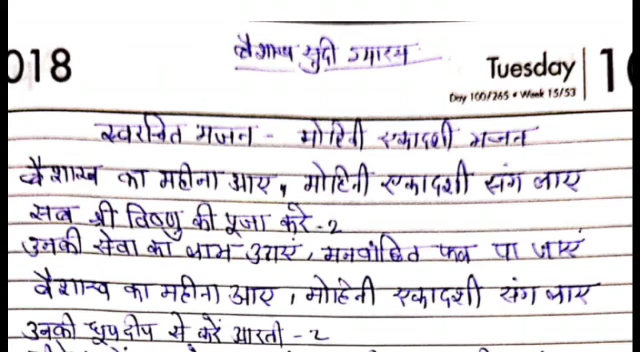 वैशाख सुदी ग्यारस
018
Tuesday
Day 100/265 • Week 15/53
स्वरचित भजन - मोहिनी एकादशी भजन
वैशाख का महीना आए, मोहिनी एकादशी संग लाए
सब श्री विष्णु की पूजा करे - 2
उनकी सेवा का लाभ उठाएं, मनवांछित फल पा जाएं
वैशाख का महीना आए, मोहिनी एकादशी संग लाए
उनकी धूपदीप से करें आरती - 2